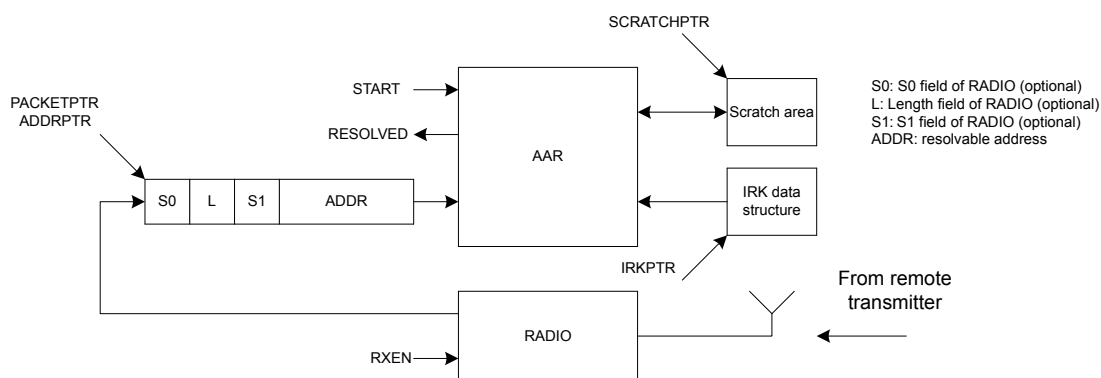 SCRATCHPTR
START
RESOLVED
AAR
Scratch area
S0: S0 field of RADIO (optional)
L: Length field of RADIO (optional)
S1: S1 field of RADIO (optional)
ADDR: resolvable address
PACKETPTR
ADDRPTR
S0
L
S1
ADDR
IRK data
structure
IRKPTR
From remote
transmitter
RADIO
RXEN